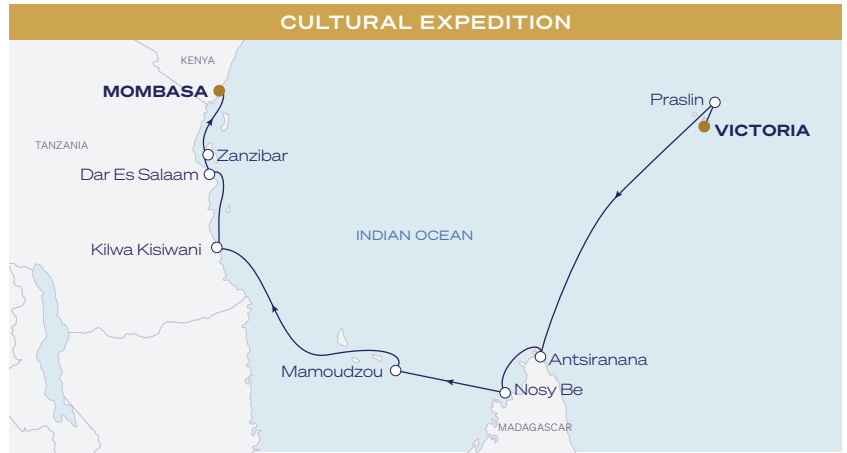 CULTURAL EXPEDITION
KENYA
MOMBASA
Praslin
VICTORIA
TANZANIA
Zanzibar
Dar Es Salaam
INDIAN OCEAN
Kilwa Kisiwani
Antsiranana
Mamoudzou
Nosy Be
MADAGASCAR